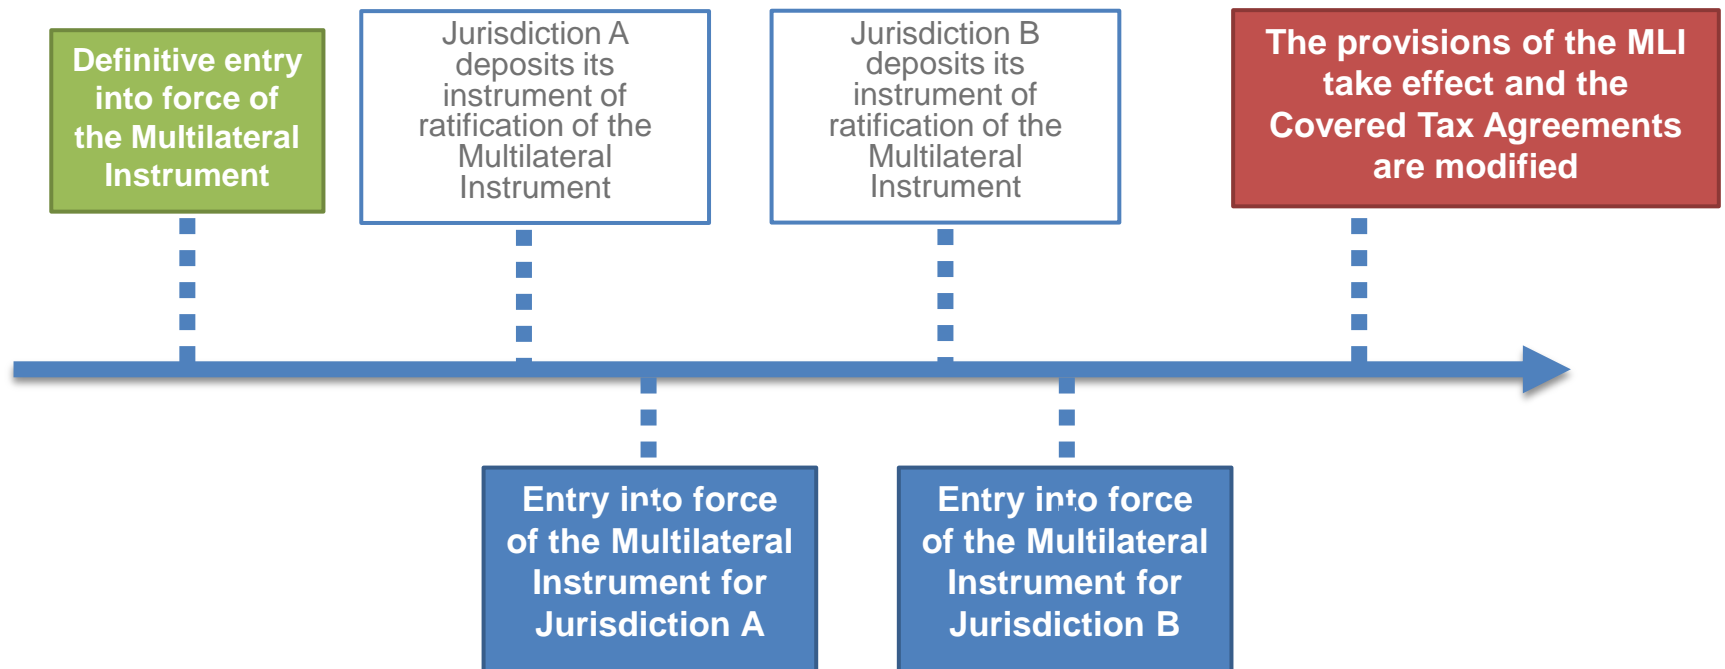 Definitive entry
into force of
the Multilateral
Instrument
Jurisdiction A
deposits its
instrument of
ratification of the
Multilateral
Instrument
Jurisdiction B
deposits its
instrument of
ratification of the
Multilateral
Instrument
The provisions of the MLI
take effect and the
Covered Tax Agreements
are modified
Entry into force
of the Multilateral
Instrument for
Jurisdiction A
Entry into force
of the Multilateral
Instrument for
Jurisdiction B